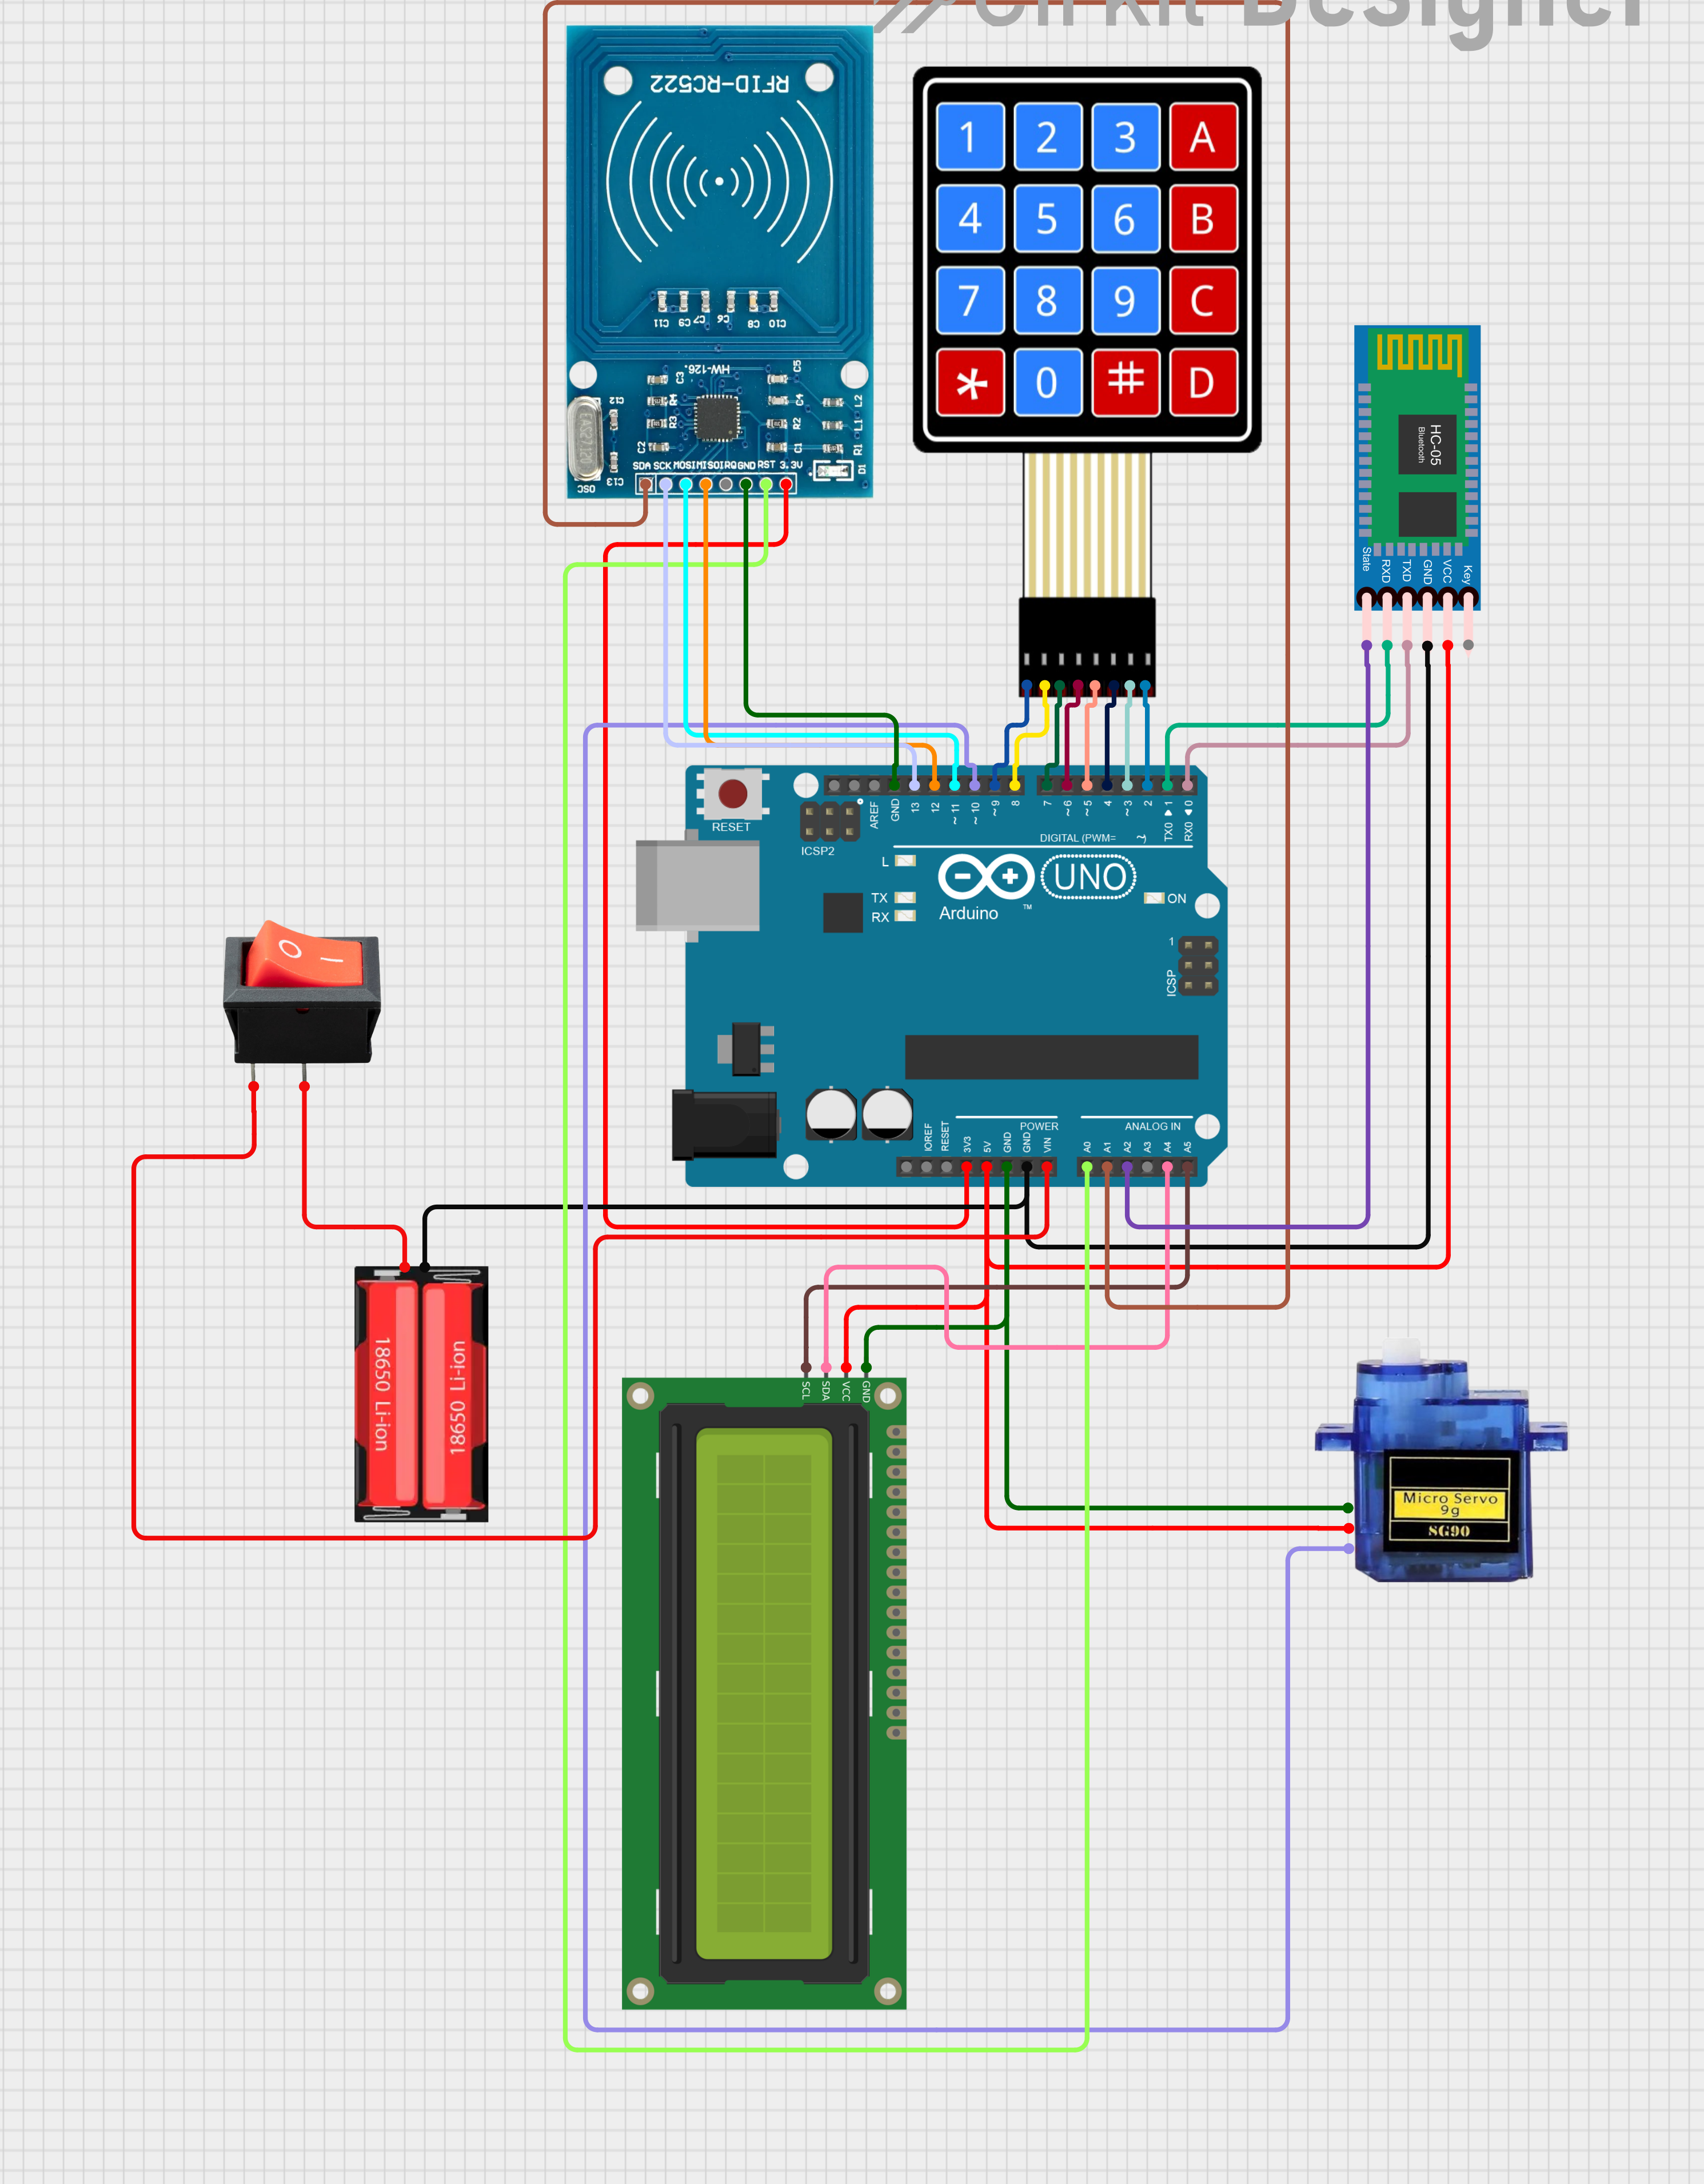 Cirkit Designer
RFID-RC522
C11 C9 C7 C6 C8 C10
HW-126.
C3
C5
C12
R4
C4
L2
R3
R2
L1
C2
C1
R1
D1
OSC
C13
SDA SCK MOSI MISO IRQ GND RST 3.3V
1 2 3 A
4 5 6 B
7 8 9 C
* 0 # D
HC-05
Bluetooth
State RXD TXD GND VCC Key
RESET
ICSP2
AREF GND 13 12 ~11 ~10 ~9 8 7 ~6 ~5 4 ~3 2 TX0 ▶ 1 RX0 ◀ 0
DIGITAL (PWM= ~)
L
TX
RX
UNO
Arduino
™
ON
1
ICSP
POWER
ANALOG IN
IOREF RESET 3V3 5V GND GND VIN A0 A1 A2 A3 A4 A5
O I
18650 Li-ion
18650 Li-ion
SCL SDA VCC GND
Micro Servo
9g
SG90